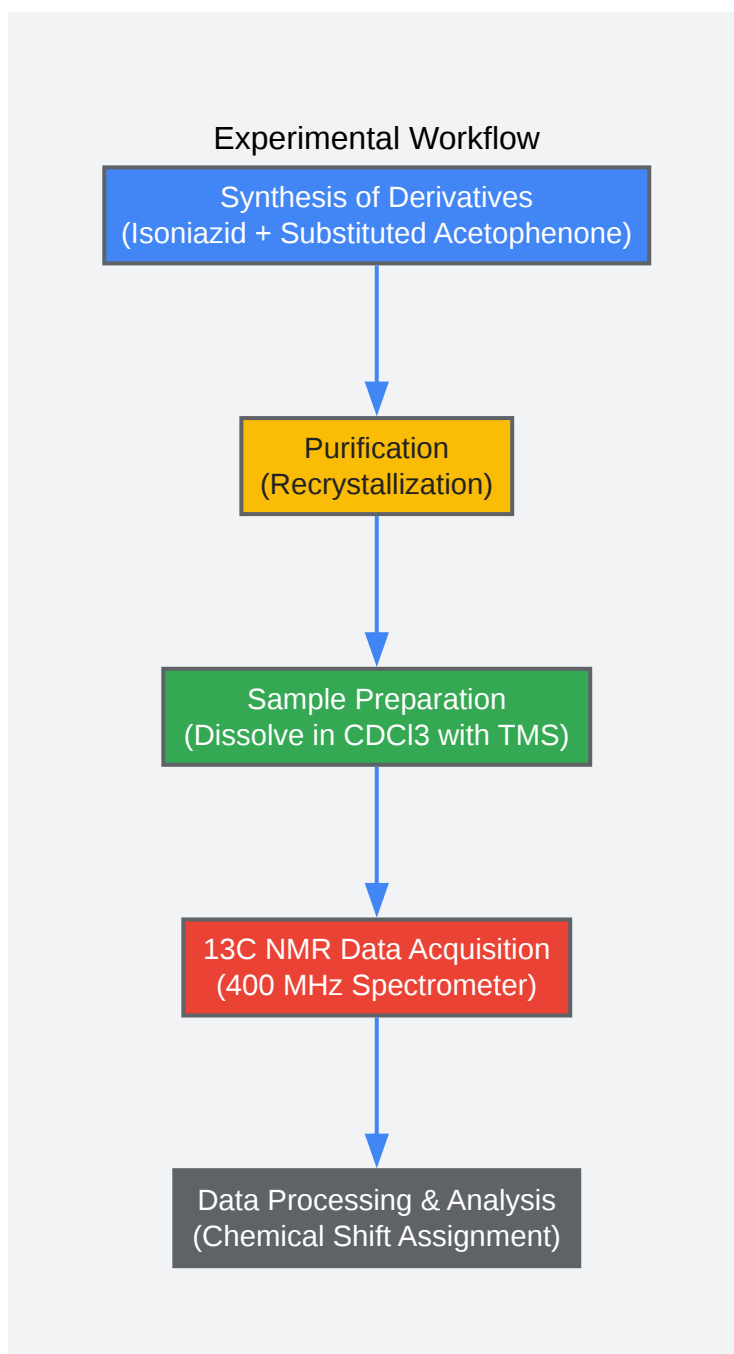 Experimental Workflow
Synthesis of Derivatives
(Isoniazid + Substituted Acetophenone)
Purification
(Recrystallization)
Sample Preparation
(Dissolve in CDCl3 with TMS)
13C NMR Data Acquisition
(400 MHz Spectrometer)
Data Processing & Analysis
(Chemical Shift Assignment)